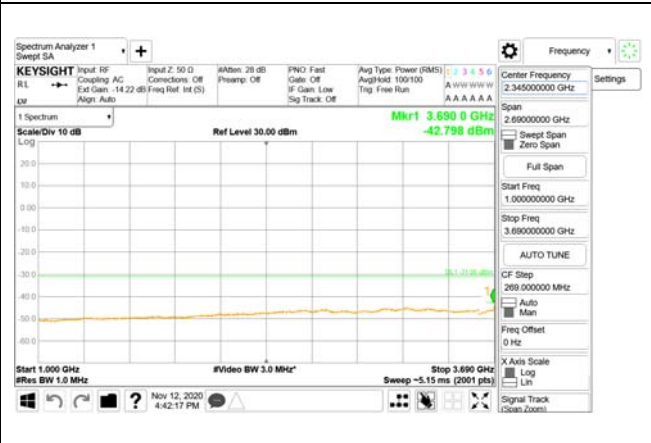 Spectrum Analyzer 1
Swept SA
+
Frequency
KEYSIGHT
RL
Input: RF
Coupling: AC
Ext Gain: -14.22 dB
Align: Auto
Input Z: 50 Ω
Corrections: Off
Freq Ref: Int (S)
#Atten: 28 dB
Preamp: Off
PNO: Fast
Gate: Off
IF Gain: Low
Sig Track: Off
Avg Type: Power (RMS)
Avg|Hold: 100/100
Trig: Free Run
1 2 3 4 5 6
A W W W W W
A A A A A A
1 Spectrum
Scale/Div 10 dB
Log
Ref Level 30.00 dBm
Mkr1 3.690 0 GHz
-42.798 dBm
20.0
10.0
0.00
-10.0
-20.0
-30.0
-40.0
-50.0
-60.0
1
Start 1.000 GHz
#Res BW 1.0 MHz
#Video BW 3.0 MHz*
Stop 3.690 GHz
Sweep ~5.15 ms (2001 pts)
Nov 12, 2020
4:42:17 PM
?
Center Frequency
2.345000000 GHz
Settings
Span
2.69000000 GHz
Swept Span
Zero Span
Full Span
Start Freq
1.000000000 GHz
Stop Freq
3.690000000 GHz
AUTO TUNE
CF Step
269.000000 MHz
Auto
Man
Freq Offset
0 Hz
X Axis Scale
Log
Lin
Signal Track
(Span Zoom)